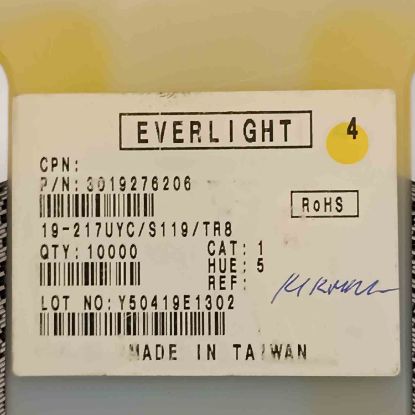 EVERLIGHT
4
CPN:
P/N: 3019276206
RoHS
19-217UYC/S119/TR8
QTY: 10000 CAT: 1
HUE: 5
REF:
LOT NO: Y50419E1302
MADE IN TAIWAN